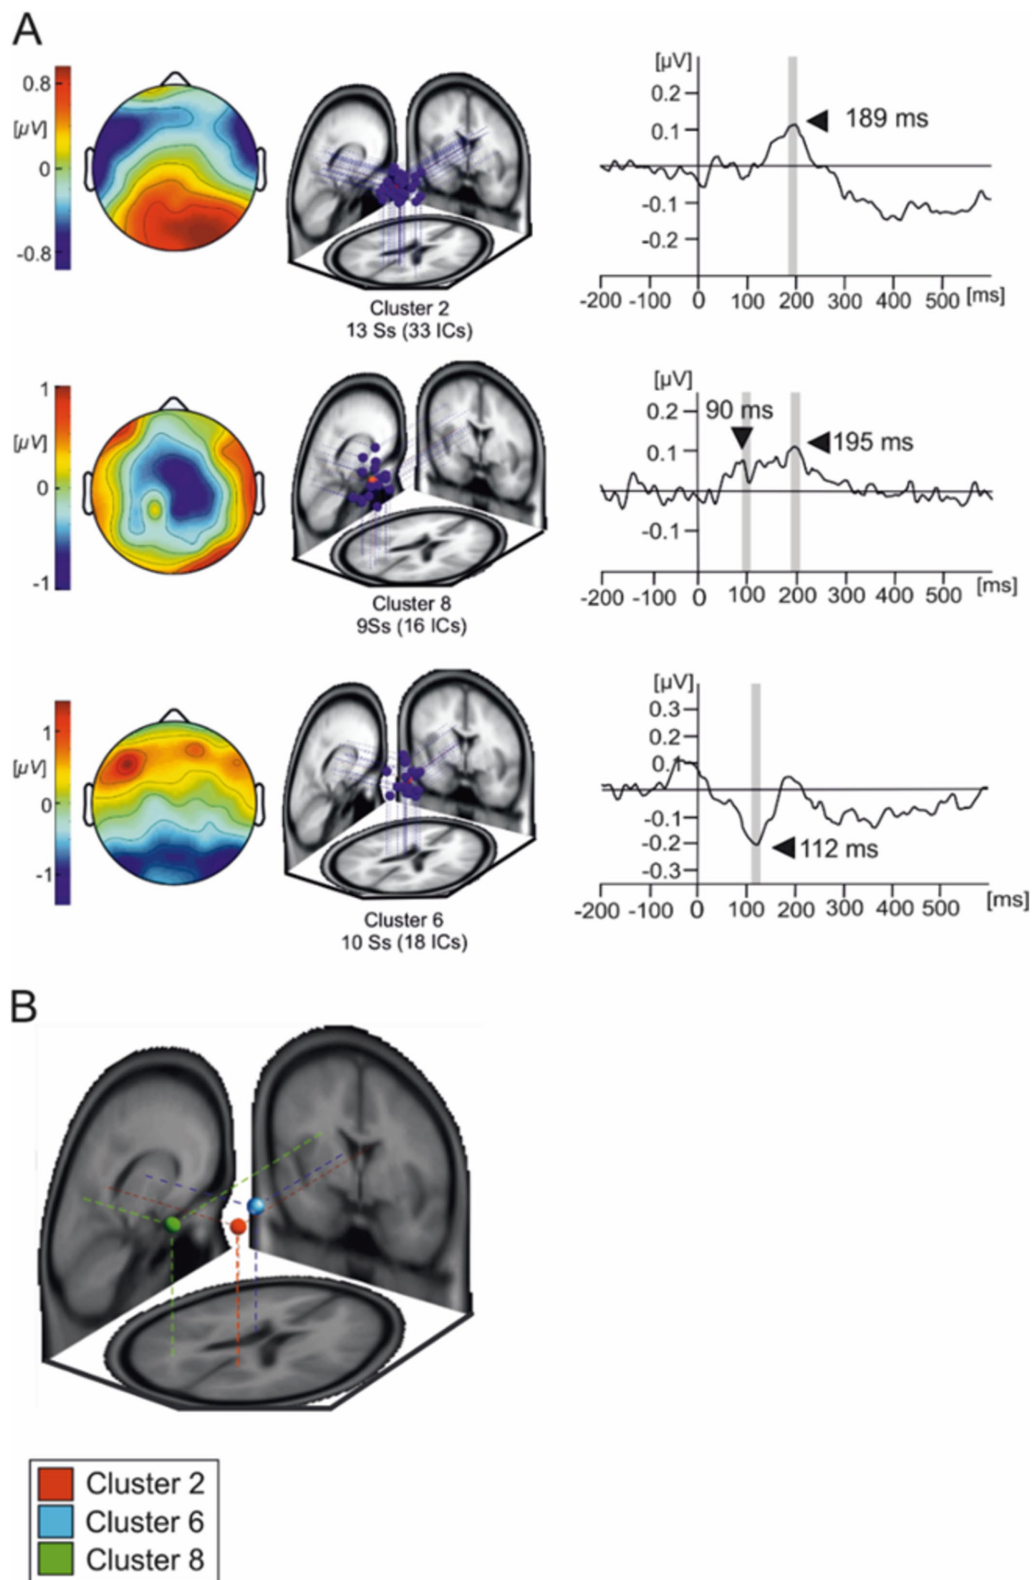 A
0.8
[µV]
0
-0.8
Cluster 2
13 Ss (33 ICs)
[µV]
0.2
0.1
-0.1
-0.2
189 ms
-200 -100 0 100 200 300 400 500 [ms]
1
[µV]
0
-1
Cluster 8
9Ss (16 ICs)
[µV]
0.2
0.1
-0.1
90 ms
195 ms
-200 -100 0 100 200 300 400 500 [ms]
1
[µV]
0
-1
Cluster 6
10 Ss (18 ICs)
[µV]
0.3
0.2
0.1
-0.1
-0.2
-0.3
112 ms
-200 -100 0 100 200 300 400 500 [ms]
B
Cluster 2
Cluster 6
Cluster 8